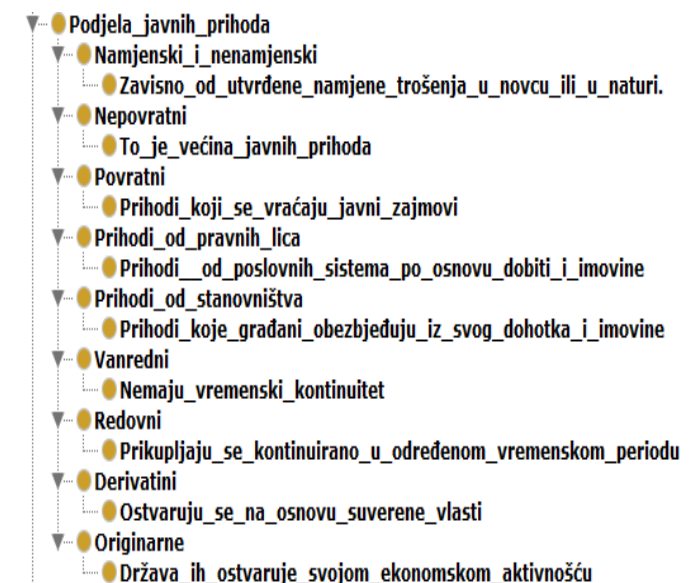 Podjela_javnih_prihoda
Namjenski_i_nenamjenski
Zavisno_od_utvrđene_namjene_trošenja_u_novcu_ili_u_naturi.
Nepovratni
To_je_većina_javnih_prihoda
Povratni
Prihodi_koji_se_vraćaju_javni_zajmovi
Prihodi_od_pravnih_lica
Prihodi__od_poslovnih_sistema_po_osnovu_dobiti_i_imovine
Prihodi_od_stanovništva
Prihodi_koje_građani_obezbjeđuju_iz_svog_dohotka_i_imovine
Vanredni
Nemaju_vremenski_kontinuitet
Redovni
Prikupljaju_se_kontinuirano_u_određenom_vremenskom_periodu
Derivatini
Ostvaruju_se_na_osnovu_suverene_vlasti
Originarne
Država_ih_ostvaruje_svojom_ekonomskom_aktivnošću